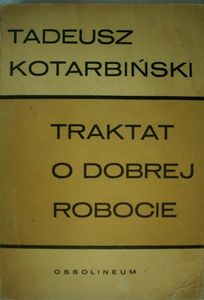 TADEUSZ
KOTARBIŃSKI
TRAKTAT
O DOBREJ
ROBOCIE
OSSOLINEUM